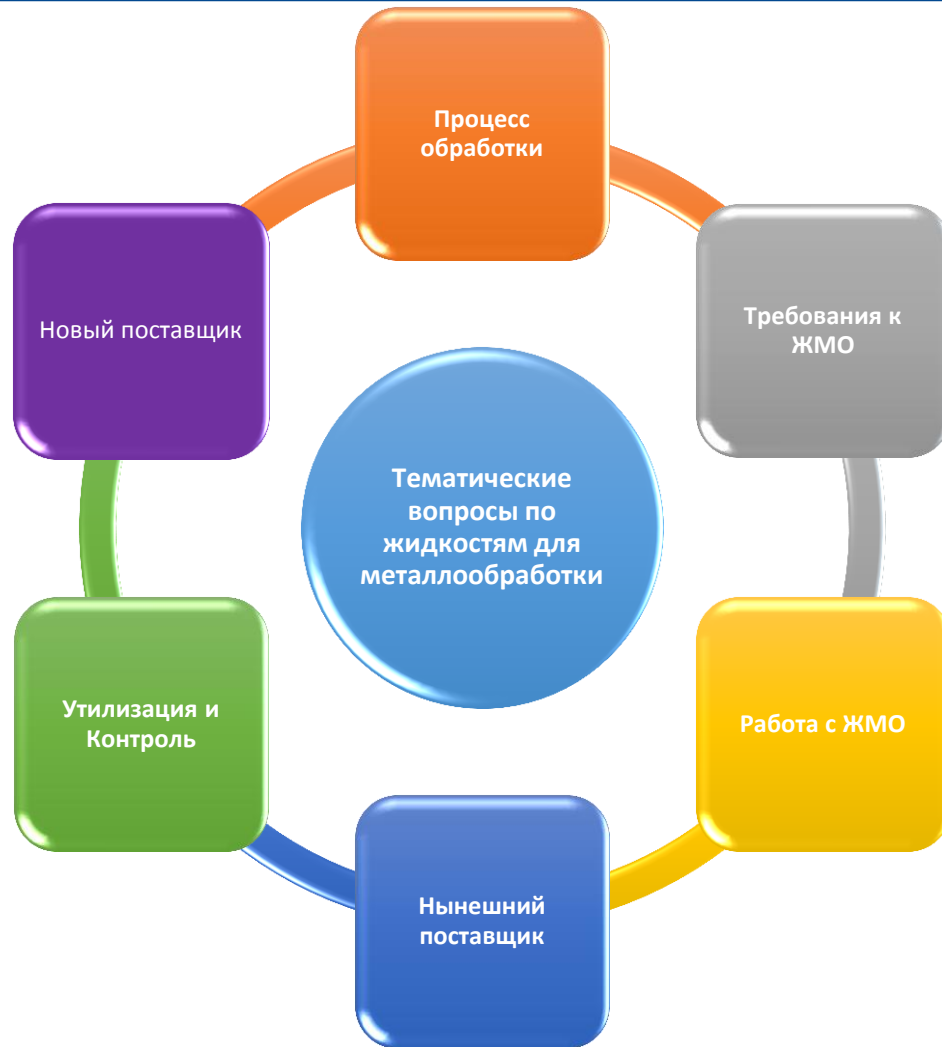 Процесс
обработки
Требования к
ЖМО
Работа с ЖМО
Нынешний
поставщик
Утилизация и
Контроль
Новый поставщик
Тематические
вопросы по
жидкостям для
металлообработки